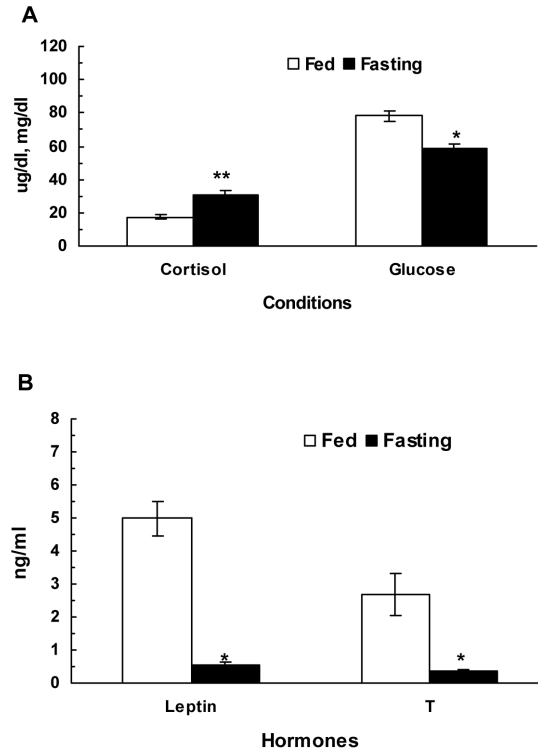 A
120
100
80
60
40
20
0
ug/dl, mg/dl
Fed Fasting
**
*
Cortisol Glucose
Conditions
B
8
7
6
5
4
3
2
1
0
ng/ml
Fed Fasting
*
*
Leptin T
Hormones